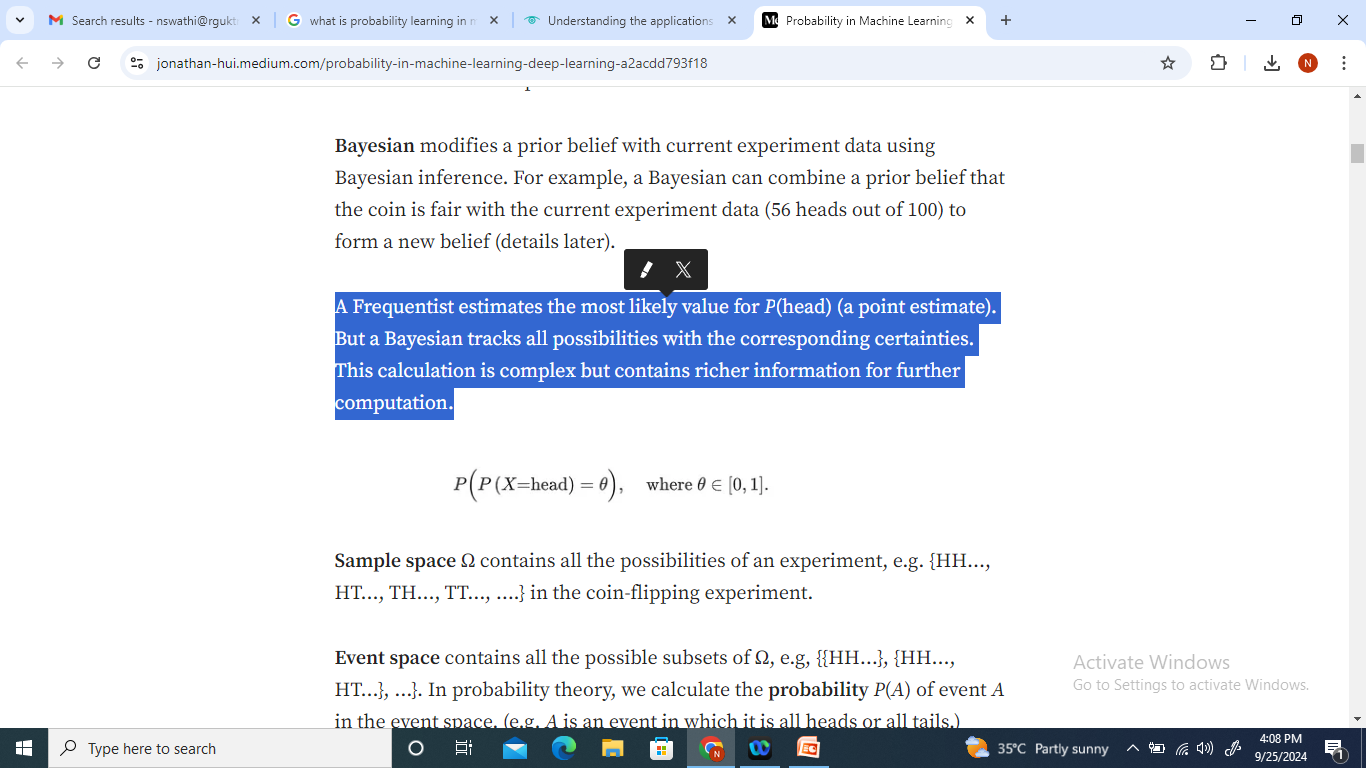 Search results - nswathi@rgukt
what is probability learning in m
Understanding the applications
Probability in Machine Learning
jonathan-hui.medium.com/probability-in-machine-learning-deep-learning-a2acdd793f18
N
Bayesian modifies a prior belief with current experiment data using
Bayesian inference. For example, a Bayesian can combine a prior belief that
the coin is fair with the current experiment data (56 heads out of 100) to
form a new belief (details later).
A Frequentist estimates the most likely value for P(head) (a point estimate).
But a Bayesian tracks all possibilities with the corresponding certainties.
This calculation is complex but contains richer information for further
computation.
P(P(X=head) = θ), where θ ∈ [0, 1].
Sample space Ω contains all the possibilities of an experiment, e.g. {HH…,
HT…, TH…, TT…, ….} in the coin-flipping experiment.
Event space contains all the possible subsets of Ω, e.g, {{HH…}, {HH…,
HT…}, …}. In probability theory, we calculate the probability P(A) of event A
in the event space. (e.g. A is an event in which it is all heads or all tails.)
Activate Windows
Go to Settings to activate Windows.
Type here to search
35°C Partly sunny
4:08 PM
9/25/2024
1